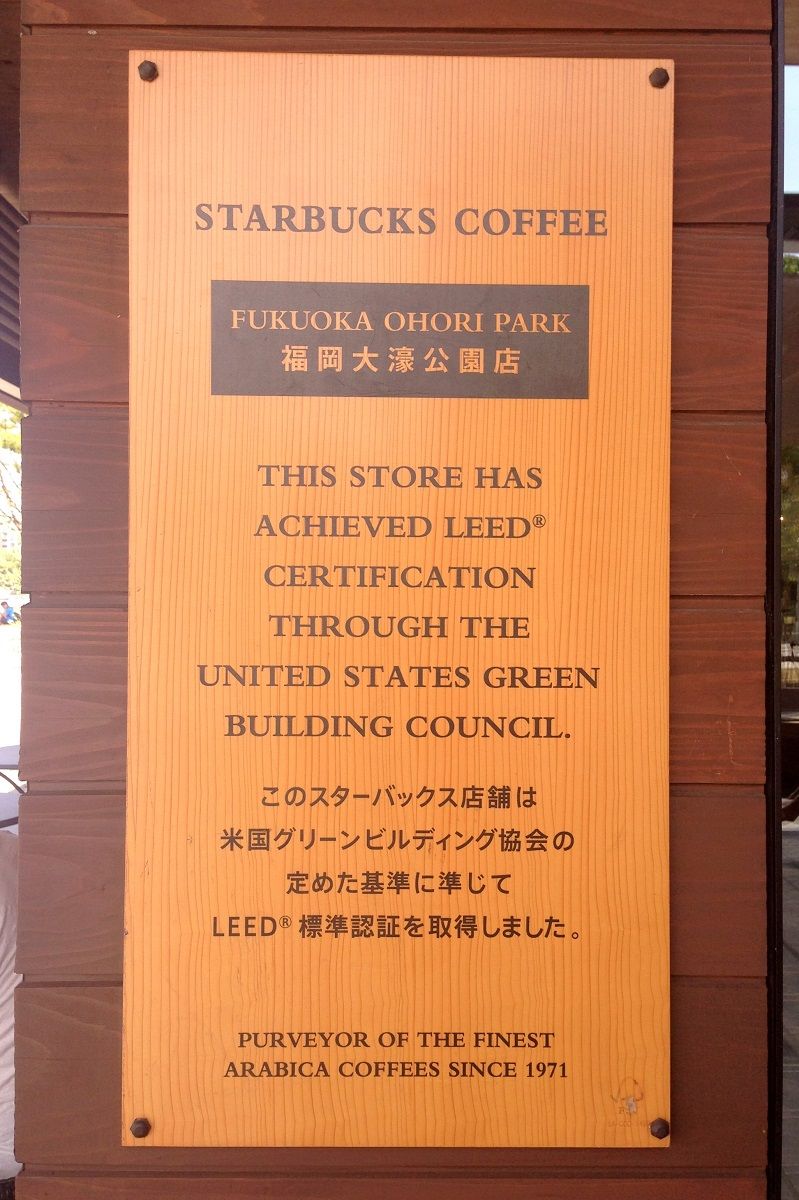 STARBUCKS COFFEE
FUKUOKA OHORI PARK
福岡大濠公園店
THIS STORE HAS
ACHIEVED LEED®
CERTIFICATION
THROUGH THE
UNITED STATES GREEN
BUILDING COUNCIL.
このスターバックス店舗は
米国グリーンビルディング協会の
定めた基準に準じて
LEED® 標準認証を取得しました。
PURVEYOR OF THE FINEST
ARABICA COFFEES SINCE 1971